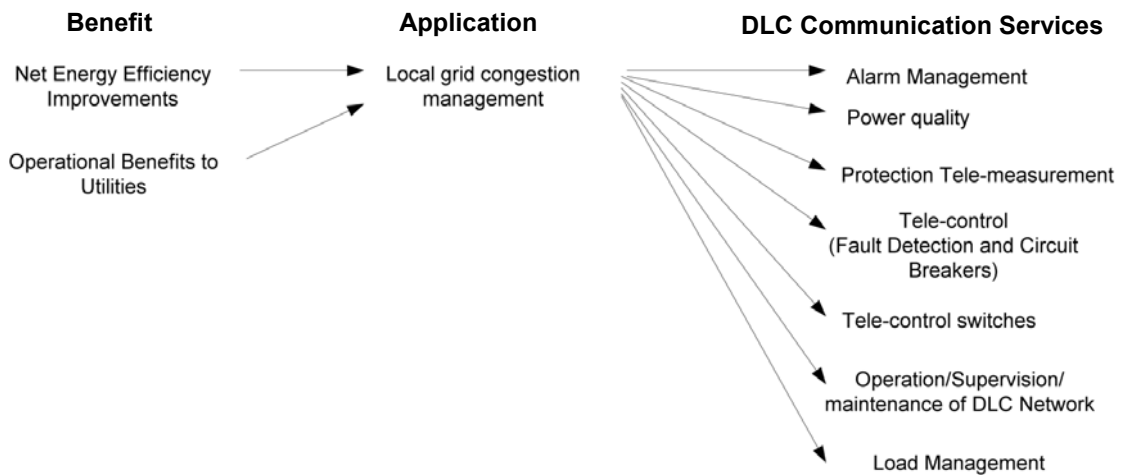 Benefit
Application
DLC Communication Services
Net Energy Efficiency
Improvements
Operational Benefits to
Utilities
Local grid congestion
management
Alarm Management
Power quality
Protection Tele-measurement
Tele-control
(Fault Detection and Circuit
Breakers)
Tele-control switches
Operation/Supervision/
maintenance of DLC Network
Load Management